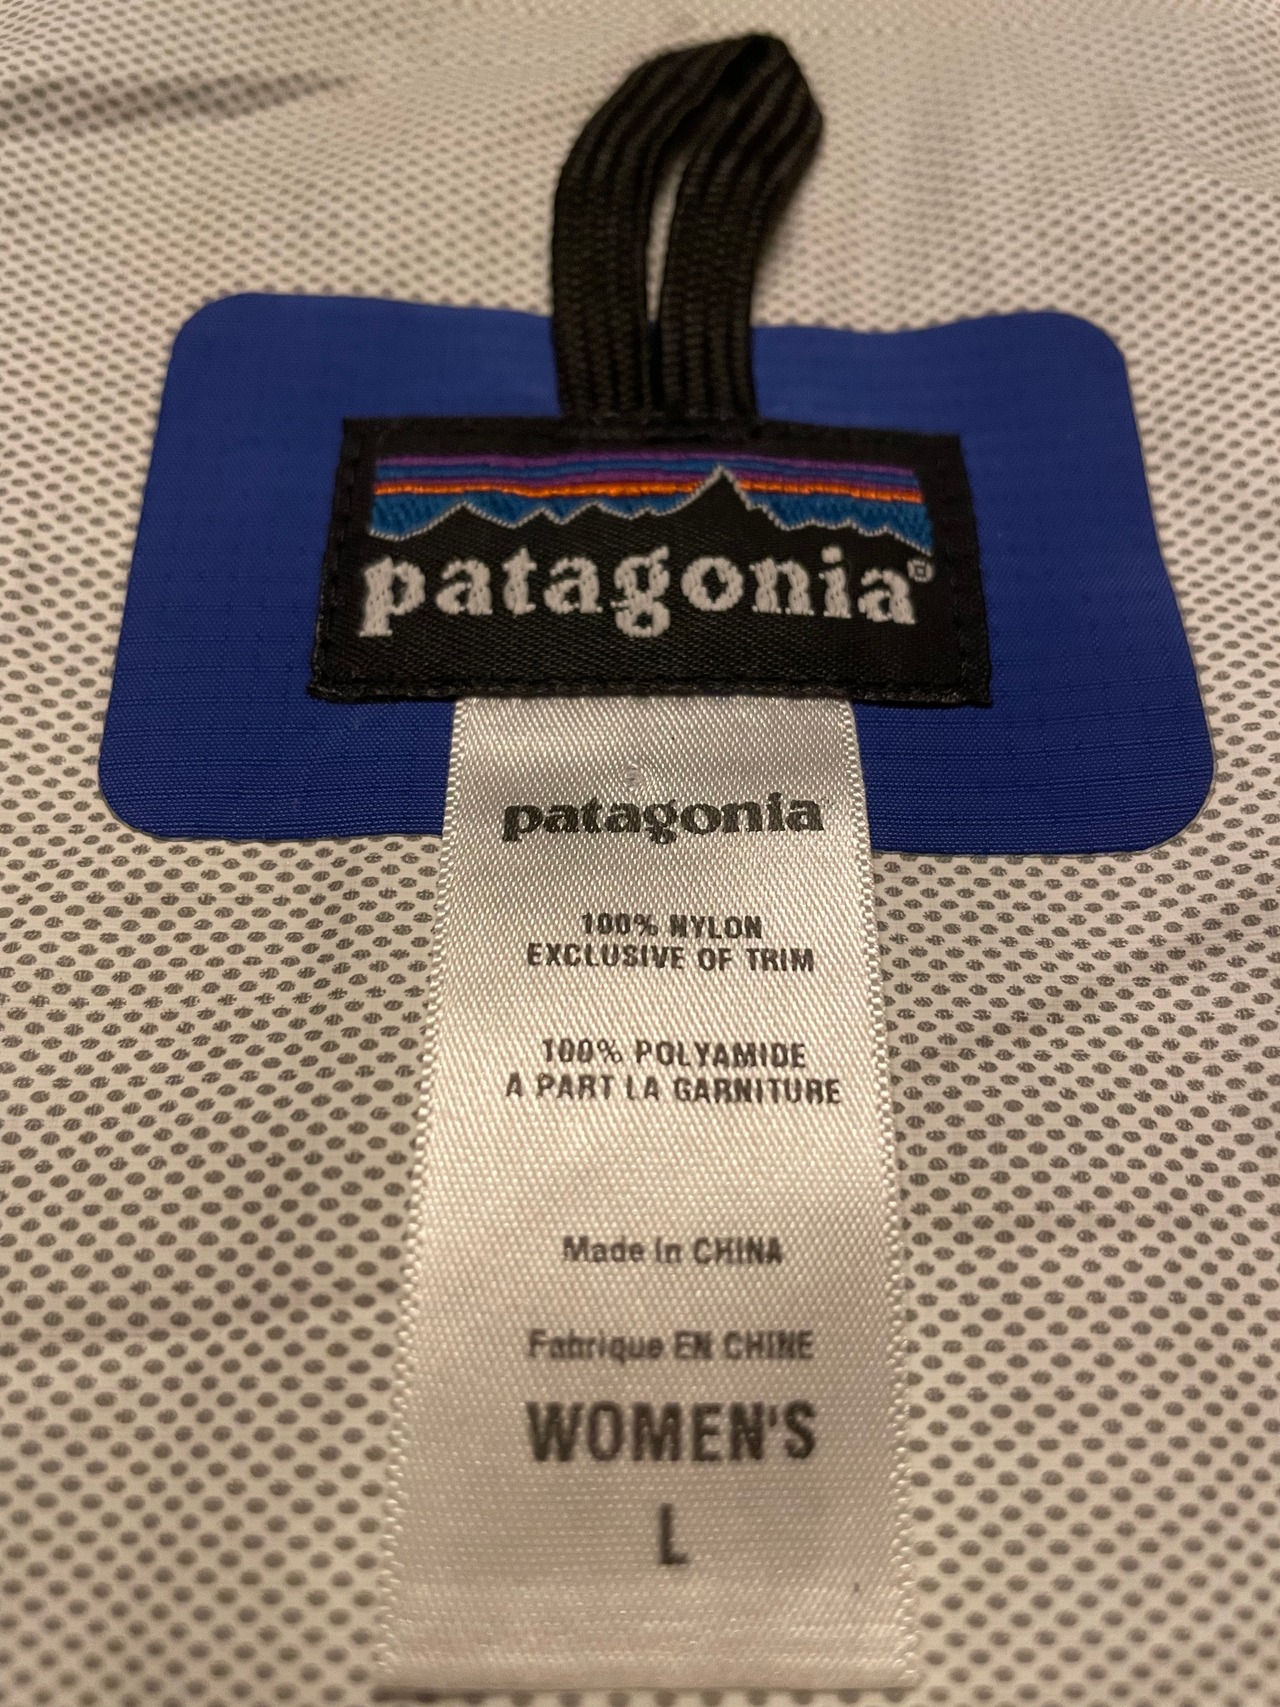 patagonia®
patagonia
100% NYLON
EXCLUSIVE OF TRIM
100% POLYAMIDE
A PART LA GARNITURE
Made in CHINA
Fabrique EN CHINE
WOMEN'S
L